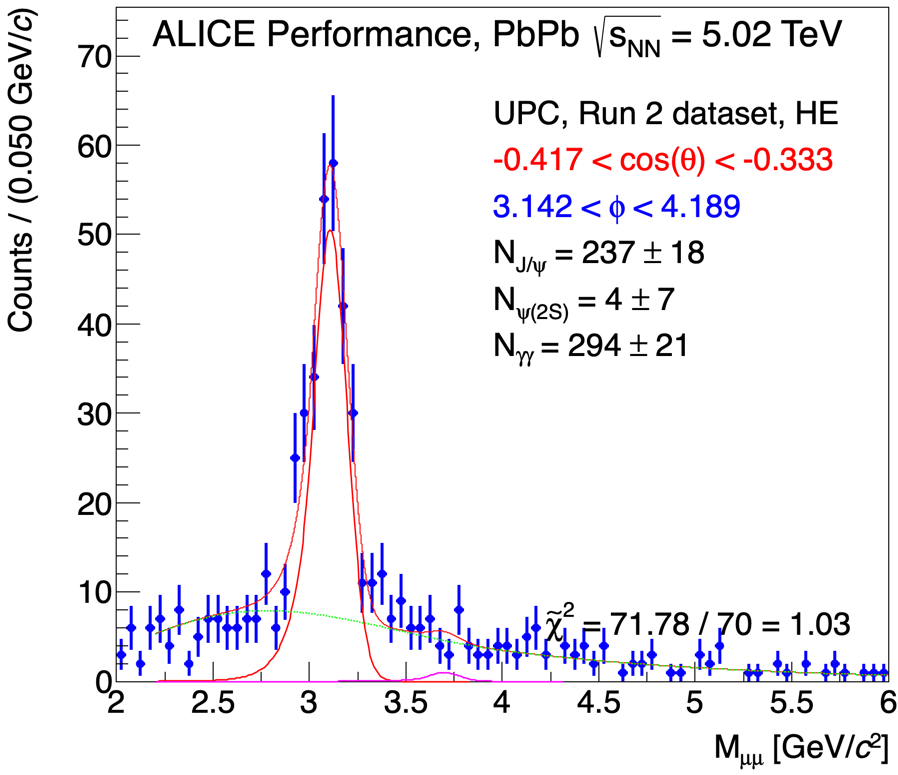 ALICE Performance, PbPb √sNN = 5.02 TeV
UPC, Run 2 dataset, HE
-0.417 < cos(θ) < -0.333
3.142 < ϕ < 4.189
NJ/ψ = 237 ± 18
Nψ(2S) = 4 ± 7
Nγγ = 294 ± 21
χ̃² = 71.78 / 70 = 1.03
Counts / (0.050 GeV/c)
70
60
50
40
30
20
10
0
2 2.5 3 3.5 4 4.5 5 5.5 6
Mμμ [GeV/c²]